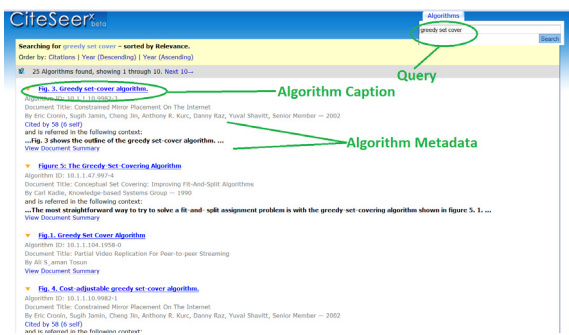 CiteSeerx beta
Algorithms
greedy set cover
Search
Searching for greedy set cover – sorted by Relevance.
Order by: Citations | Year (Descending) | Year (Ascending)
Query
25 Algorithms found, showing 1 through 10. Next 10→
Fig. 3. Greedy set-cover algorithm.
Algorithm Caption
Algorithm ID: 10.1.1.10.9982-2
Document Title: Constrained Mirror Placement On The Internet
By Eric Cronin, Sugih Jamin, Cheng Jin, Anthony R. Kurc, Danny Raz, Yuval Shavitt, Senior Member — 2002
Cited by 58 (6 self)
Algorithm Metadata
and is referred in the following context:
...Fig. 3 shows the outline of the greedy set-cover algorithm. ...
View Document Summary
Figure 5: The Greedy-Set-Covering Algorithm
Algorithm ID: 10.1.1.47.997-4
Document Title: Conceptual Set Covering: Improving Fit-And-Split Algorithms
By Carl Kadie, Knowledge-based Systems Group — 1990
and is referred in the following context:
...The most straightforward way to try to solve a fit-and- split assignment problem is with the greedy-set-covering algorithm shown in figure 5. 1. ...
View Document Summary
Fig.1. Greedy Set Cover Algorithm
Algorithm ID: 10.1.1.104.1958-0
Document Title: Partial Video Replication For Peer-to-peer Streaming
By Ali S¸aman Tosun
View Document Summary
Fig. 4. Cost-adjustable greedy set-cover algorithm.
Algorithm ID: 10.1.1.10.9982-1
Document Title: Constrained Mirror Placement On The Internet
By Eric Cronin, Sugih Jamin, Cheng Jin, Anthony R. Kurc, Danny Raz, Yuval Shavitt, Senior Member — 2002
Cited by 58 (6 self)
and is referred in the following context: